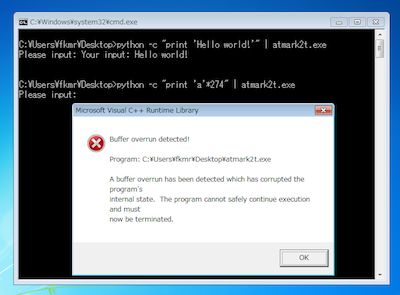 C:¥Windows¥system32¥cmd.exe
C:¥Users¥fkmr¥Desktop>python -c "print 'Hello world!'" | atmark2t.exe
Please input: Your input: Hello world!
C:¥Users¥fkmr¥Desktop>python -c "print 'a'*274" | atmark2t.exe
Please input:
Microsoft Visual C++ Runtime Library
Buffer overrun detected!
Program: C:¥Users¥fkmr¥Desktop¥atmark2t.exe
A buffer overrun has been detected which has corrupted the
program's
internal state. The program cannot safely continue execution
and must
now be terminated.
OK